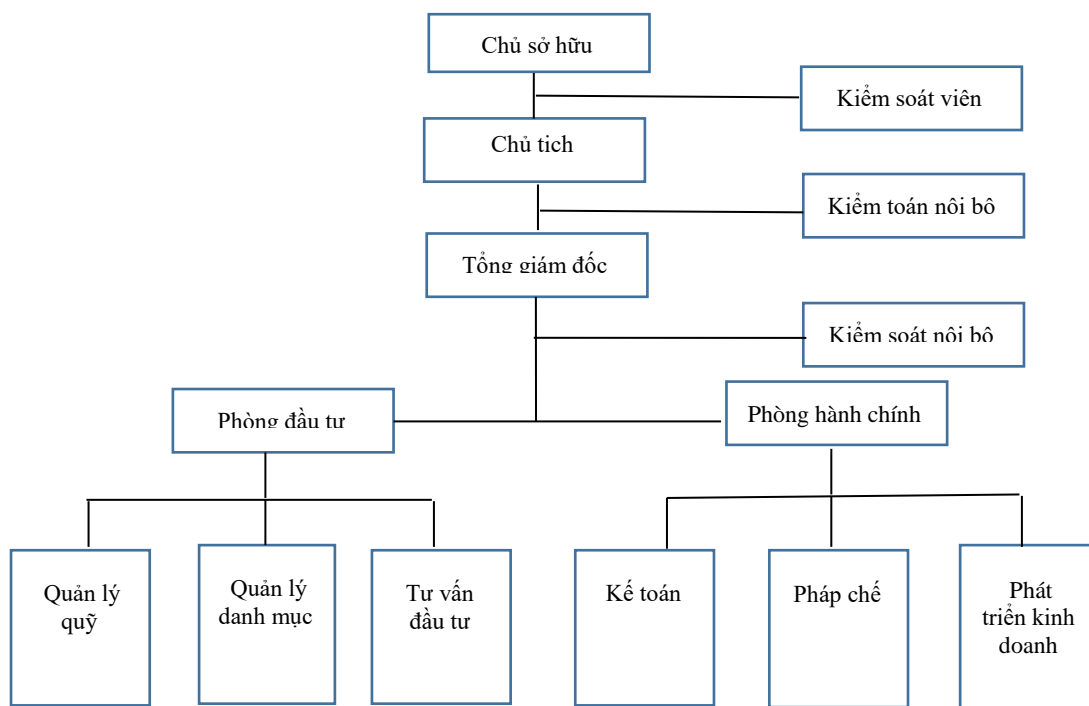 Chủ sở hữu
Kiểm soát viên
Chủ tich
Kiểm toán nôi bô
Tổng giám đốc
Kiểm soát nôi bô
Phòng đầu tư
Phòng hành chính
Quản lý
quỹ
Quản lý
danh mục
Tư vấn
đầu tư
Kế toán
Pháp chế
Phát
triển kinh
doanh